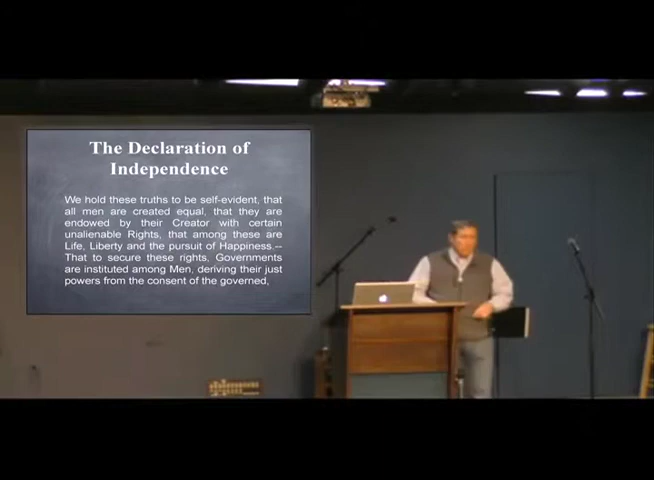 The Declaration of
Independence
We hold these truths to be self-evident, that
all men are created equal, that they are
endowed by their Creator with certain
unalienable Rights, that among these are
Life, Liberty and the pursuit of Happiness.--
That to secure these rights, Governments
are instituted among Men, deriving their just
powers from the consent of the governed,